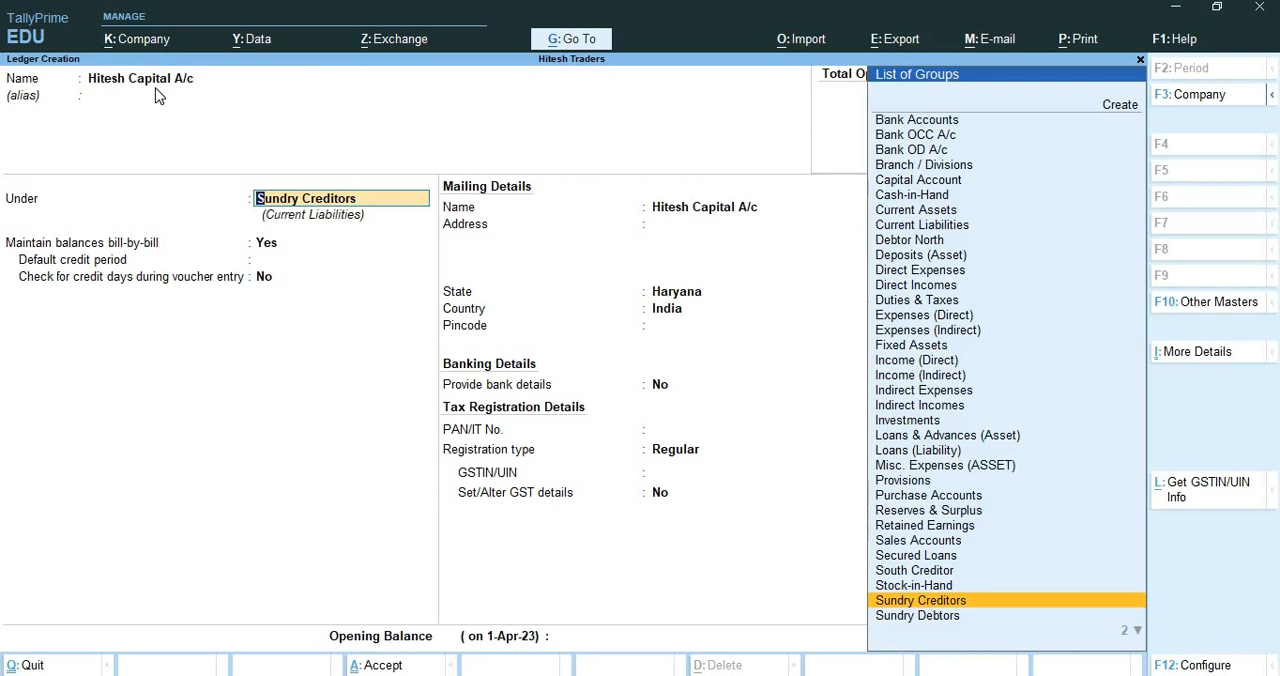 TallyPrime
EDU
MANAGE
K:Company
Y:Data
Z:Exchange
G:Go To
O:Import
E:Export
M:E-mail
P:Print
F1:Help
Ledger Creation
Hitesh Traders
Name : Hitesh Capital A/c
(alias) :
Total Op
Under : Sundry Creditors
(Current Liabilities)
Maintain balances bill-by-bill : Yes
Default credit period :
Check for credit days during voucher entry : No
Mailing Details
Name : Hitesh Capital A/c
Address :
State : Haryana
Country : India
Pincode :
Banking Details
Provide bank details : No
Tax Registration Details
PAN/IT No. :
Registration type : Regular
GSTIN/UIN :
Set/Alter GST details : No
Opening Balance ( on 1-Apr-23) :
List of Groups
Create
Bank Accounts
Bank OCC A/c
Bank OD A/c
Branch / Divisions
Capital Account
Cash-in-Hand
Current Assets
Current Liabilities
Debtor North
Deposits (Asset)
Direct Expenses
Direct Incomes
Duties & Taxes
Expenses (Direct)
Expenses (Indirect)
Fixed Assets
Income (Direct)
Income (Indirect)
Indirect Expenses
Indirect Incomes
Investments
Loans & Advances (Asset)
Loans (Liability)
Misc. Expenses (ASSET)
Provisions
Purchase Accounts
Reserves & Surplus
Retained Earnings
Sales Accounts
Secured Loans
South Creditor
Stock-in-Hand
Sundry Creditors
Sundry Debtors
2 ▼
F2:Period
F3:Company
F4
F5
F6
F7
F8
F9
F10:Other Masters
I:More Details
L:Get GSTIN/UIN
Info
Q:Quit
A:Accept
D:Delete
F12:Configure